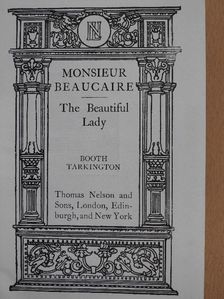 N
MONSIEUR
BEAUCAIRE
The Beautiful
Lady
BOOTH
TARKINGTON
Thomas Nelson and
Sons, London, Edin-
burgh, and New York